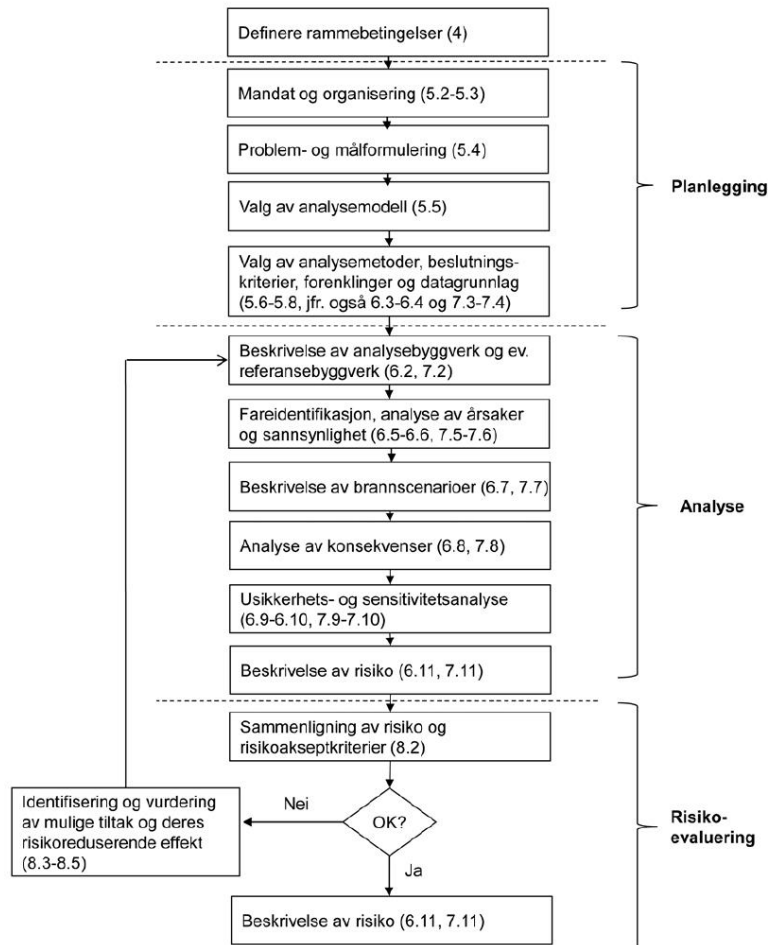 Definere rammebetingelser (4)
Mandat og organisering (5.2-5.3)
Problem- og målformulering (5.4)
Planlegging
Valg av analysemodell (5.5)
Valg av analysemetoder, beslutnings-
kriterier, forenklinger og datagrunnlag
(5.6-5.8, jfr. også 6.3-6.4 og 7.3-7.4)
Beskrivelse av analysebyggverk og ev.
referansebyggverk (6.2, 7.2)
Fareidentifikasjon, analyse av årsaker
og sannsynlighet (6.5-6.6, 7.5-7.6)
Beskrivelse av brannscenarioer (6.7, 7.7)
Analyse
Analyse av konsekvenser (6.8, 7.8)
Usikkerhets- og sensitivitetsanalyse
(6.9-6.10, 7.9-7.10)
Beskrivelse av risiko (6.11, 7.11)
Sammenligning av risiko og
risikoakseptkriterier (8.2)
Identifisering og vurdering
av mulige tiltak og deres
risikoreduserende effekt
(8.3-8.5)
Nei
OK?
Risiko-
evaluering
Ja
Beskrivelse av risiko (6.11, 7.11)